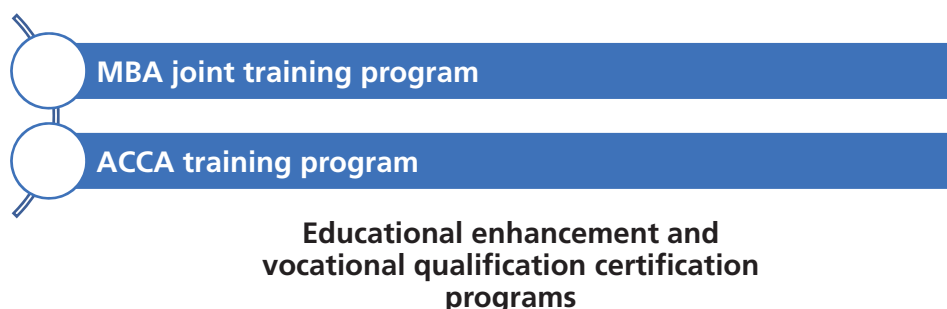 MBA joint training program
ACCA training program
Educational enhancement and
vocational qualification certification
programs